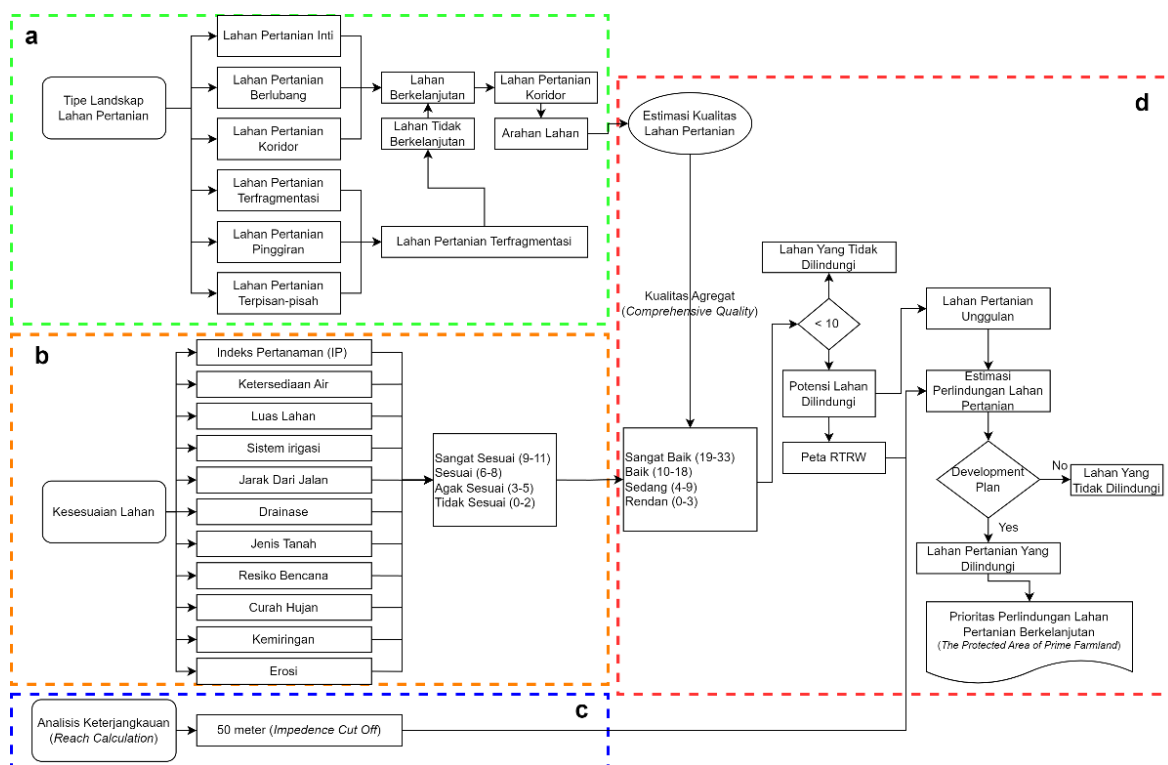 a
Tipe Landskap
Lahan Pertanian
Lahan Pertanian Inti
Lahan Pertanian
Berlubang
Lahan Pertanian
Koridor
Lahan Pertanian
Terfragmentasi
Lahan Pertanian
Pinggiran
Lahan Pertanian
Terpisan-pisah
Lahan
Berkelanjutan
Lahan Tidak
Berkelanjutan
Lahan Pertanian Terfragmentasi
Lahan Pertanian
Koridor
Arahan Lahan
b
Kesesuaian Lahan
Indeks Pertanaman (IP)
Ketersediaan Air
Luas Lahan
Sistem irigasi
Jarak Dari Jalan
Drainase
Jenis Tanah
Resiko Bencana
Curah Hujan
Kemiringan
Erosi
Sangat Sesuai (9-11)
Sesuai (6-8)
Agak Sesuai (3-5)
Tidak Sesuai (0-2)
c
Analisis Keterjangkauan
(Reach Calculation)
50 meter (Impedence Cut Off)
d
Estimasi Kualitas
Lahan Pertanian
Kualitas Agregat
(Comprehensive Quality)
Sangat Baik (19-33)
Baik (10-18)
Sedang (4-9)
Rendan (0-3)
Lahan Yang Tidak
Dilindungi
< 10
Potensi Lahan
Dilindungi
Peta RTRW
Lahan Pertanian
Unggulan
Estimasi
Perlindungan Lahan
Pertanian
Development
Plan
No
Lahan Yang
Tidak Dilindungi
Yes
Lahan Pertanian Yang
Dilindungi
Prioritas Perlindungan Lahan
Pertanian Berkelanjutan
(The Protected Area of Prime Farmland)